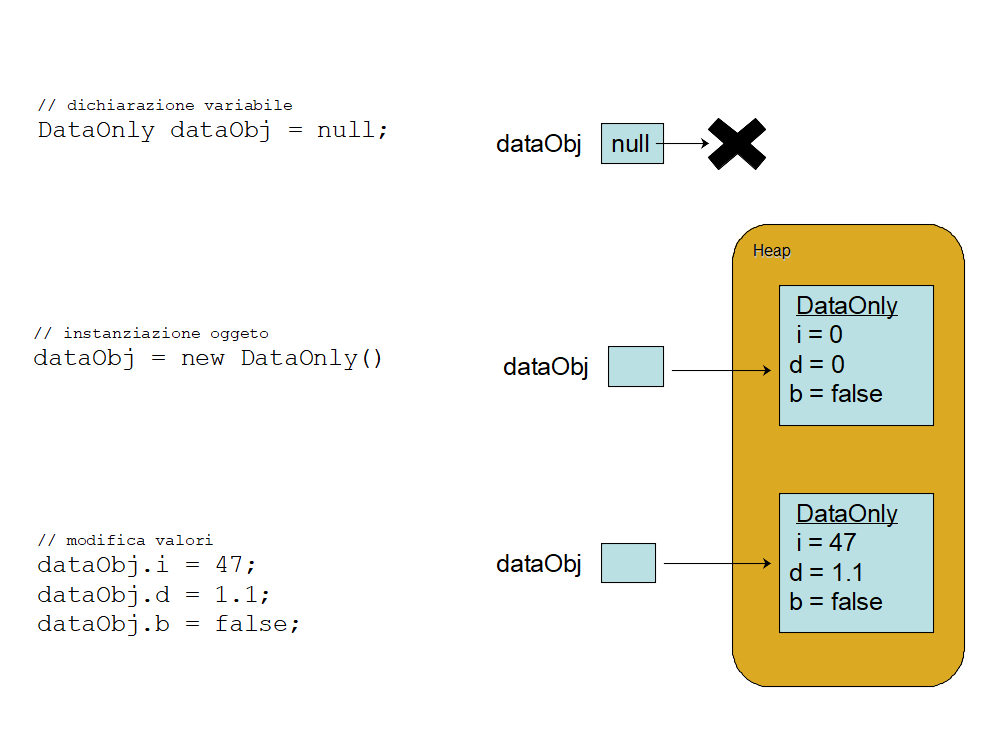 // dichiarazione variabile
DataOnly dataObj = null;
dataObj null
Heap
DataOnly
i = 0
d = 0
b = false
// instanziazione oggeto
dataObj = new DataOnly()
dataObj
// modifica valori
dataObj.i = 47;
dataObj.d = 1.1;
dataObj.b = false;
dataObj
DataOnly
i = 47
d = 1.1
b = false